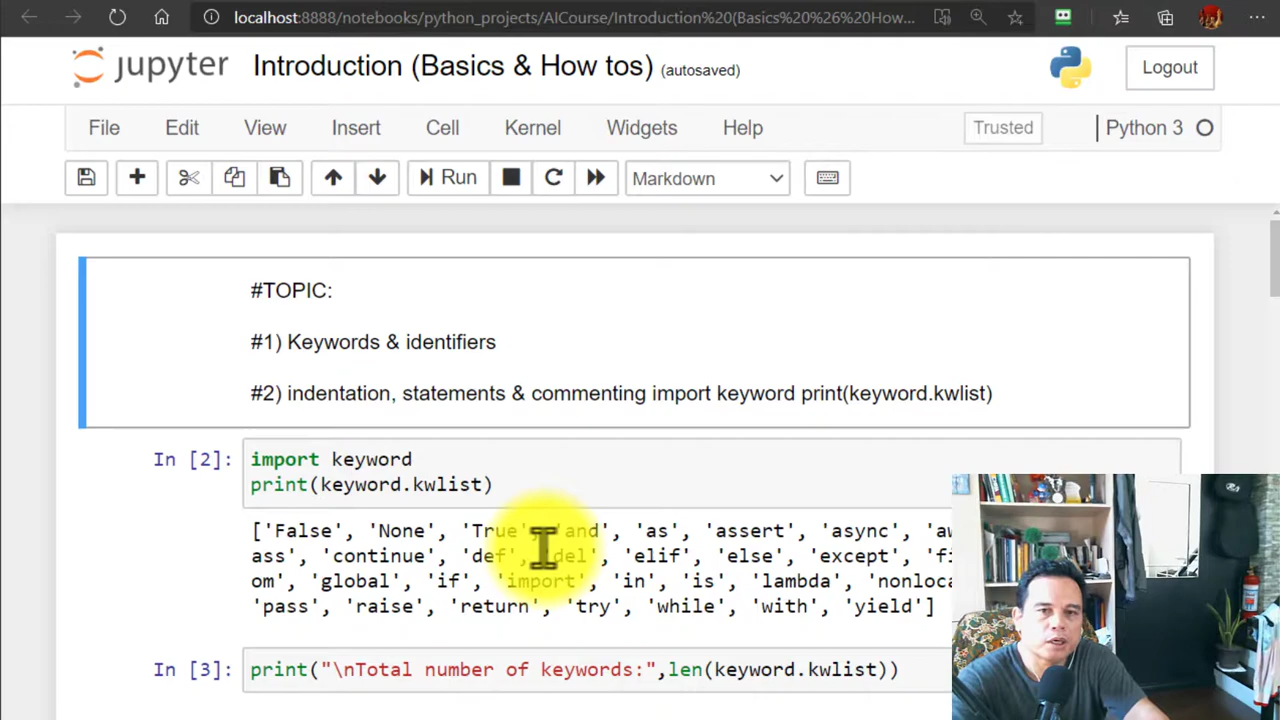 localhost:8888/notebooks/python_projects/AICourse/Introduction%20(Basics%20%26%20How...
jupyter Introduction (Basics & How tos) (autosaved) Logout
File Edit View Insert Cell Kernel Widgets Help Trusted Python 3
Run Markdown
#TOPIC:
#1) Keywords & identifiers
#2) indentation, statements & commenting import keyword print(keyword.kwlist)
In [2]: import keyword
print(keyword.kwlist)
['False', 'None', 'True', 'and', 'as', 'assert', 'async', 'aw
ass', 'continue', 'def', 'del', 'elif', 'else', 'except', 'fi
om', 'global', 'if', 'import', 'in', 'is', 'lambda', 'nonloca
'pass', 'raise', 'return', 'try', 'while', 'with', 'yield']
In [3]: print("\nTotal number of keywords:",len(keyword.kwlist))